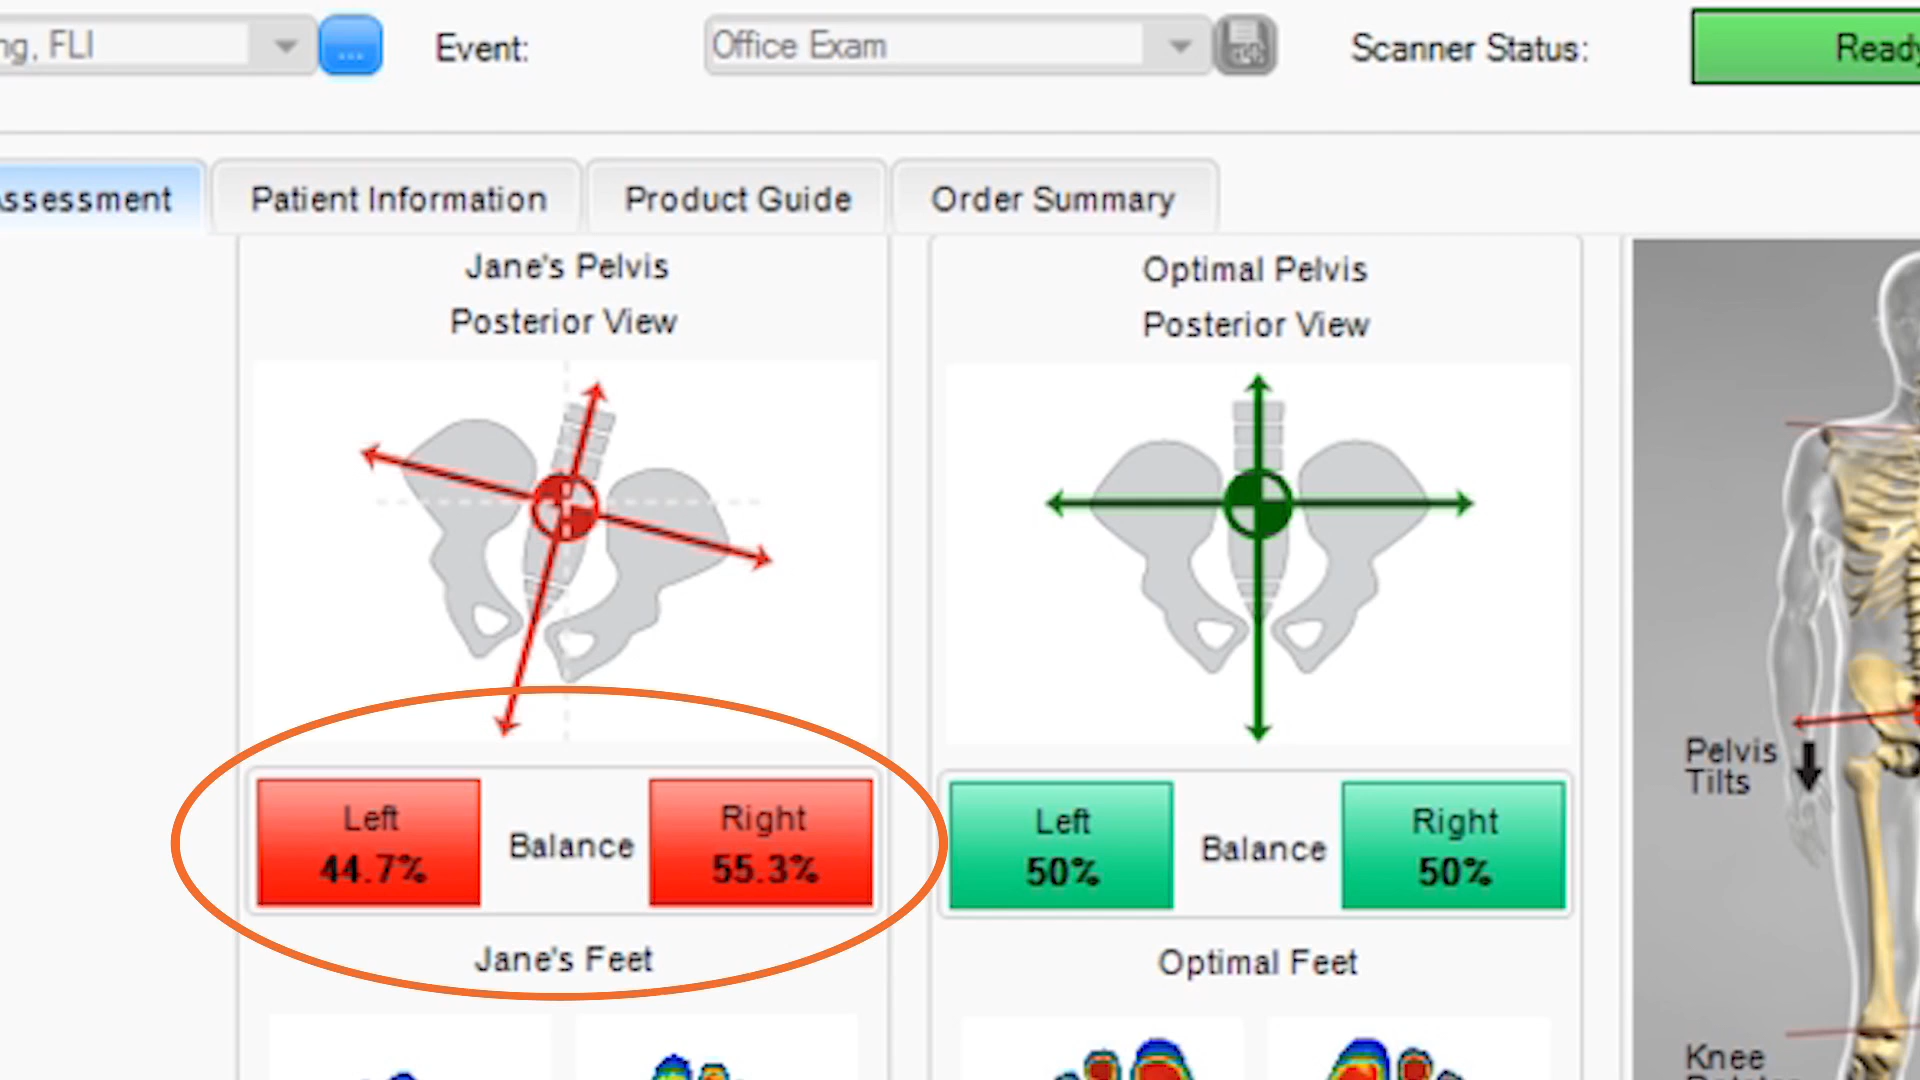 ng, FLI
...
Event:
Office Exam
Scanner Status:
Ready
Assessment
Patient Information
Product Guide
Order Summary
Jane's Pelvis
Posterior View
Optimal Pelvis
Posterior View
Left
44.7%
Balance
Right
55.3%
Left
50%
Balance
Right
50%
Pelvis
Tilts
Jane's Feet
Optimal Feet
Knee